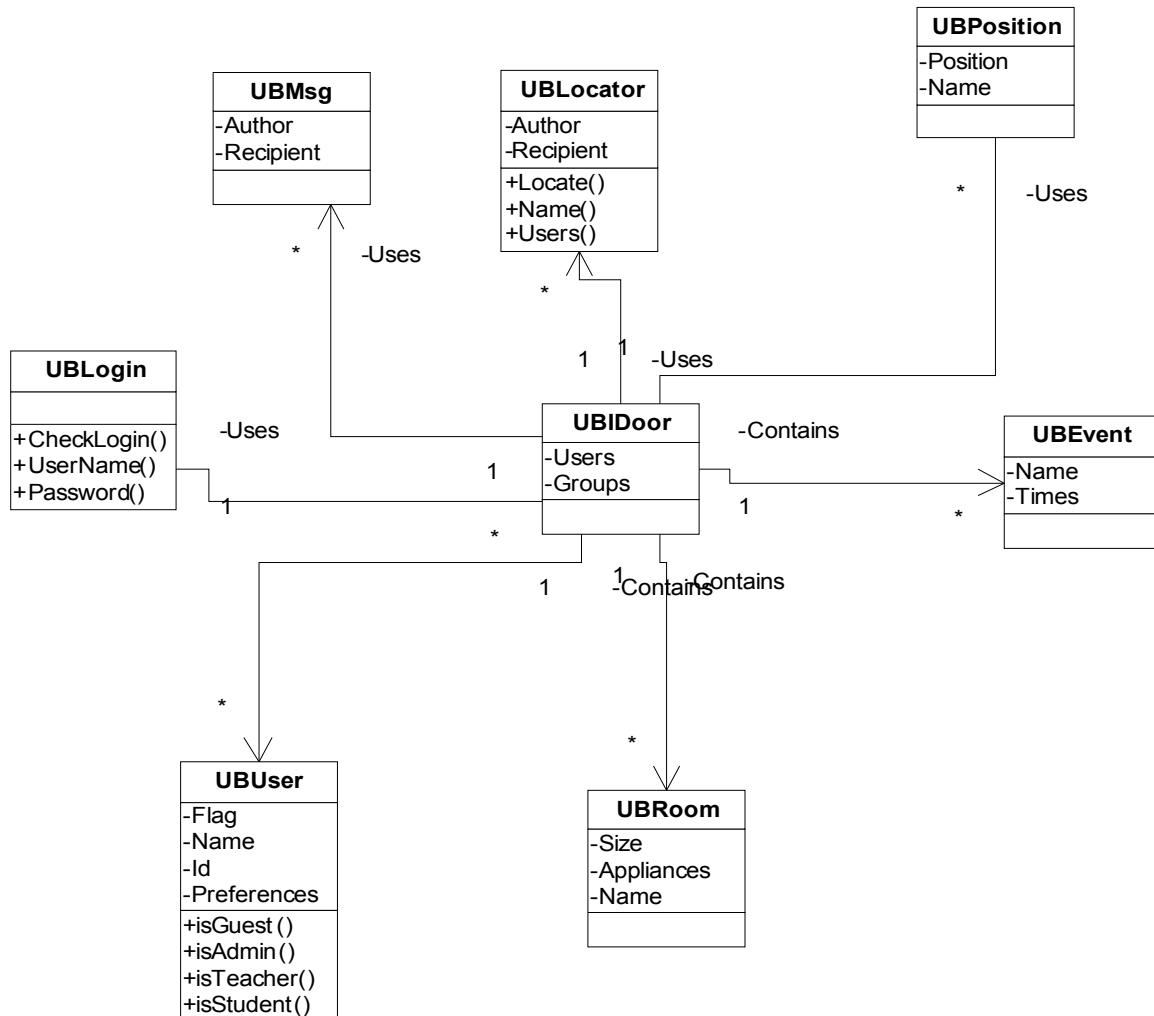 UBPosition
-Position
-Name
UBMsg
-Author
-Recipient
UBLocator
-Author
-Recipient
+Locate()
+Name()
+Users()
*
-Uses
*
-Uses
*
1
1
-Uses
UBLogin
+CheckLogin()
+UserName()
+Password()
-Uses
1
1
*
UBIDoor
-Users
-Groups
-Contains
1
*
UBEvent
-Name
-Times
1
1
-Contains
-Contains
*
*
UBUser
-Flag
-Name
-Id
-Preferences
+isGuest()
+isAdmin()
+isTeacher()
+isStudent()
UBRoom
-Size
-Appliances
-Name